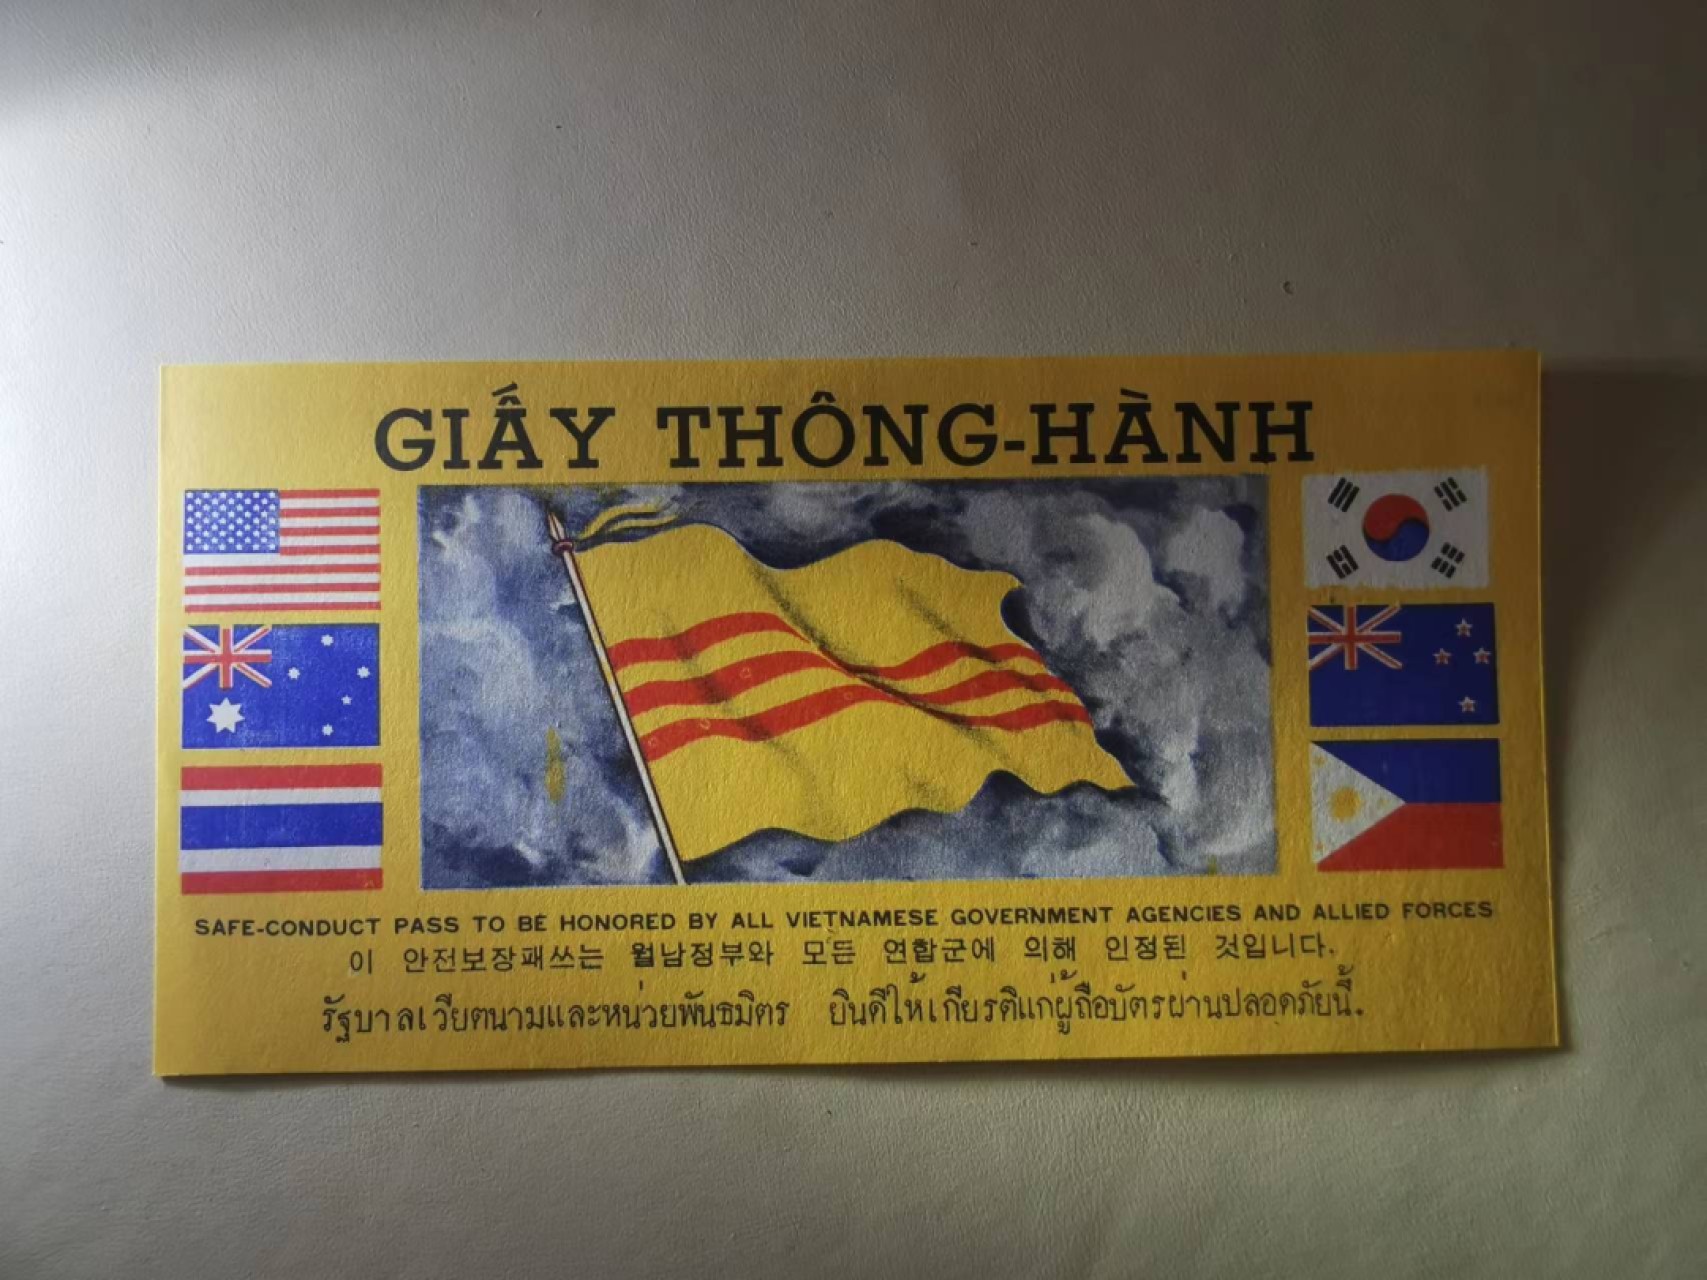 GIẤY THÔNG-HÀNH
SAFE-CONDUCT PASS TO BE HONORED BY ALL VIETNAMESE GOVERNMENT AGENCIES AND ALLIED FORCES
이 안전보장패쓰는 월남정부와 모든 연합군에 의해 인정된 것입니다.
รัฐบาลเวียตนามและหน่วยพันธมิตร ยินดีให้เกียรติแก่ผู้ถือบัตรผ่านปลอดภัยนี้.